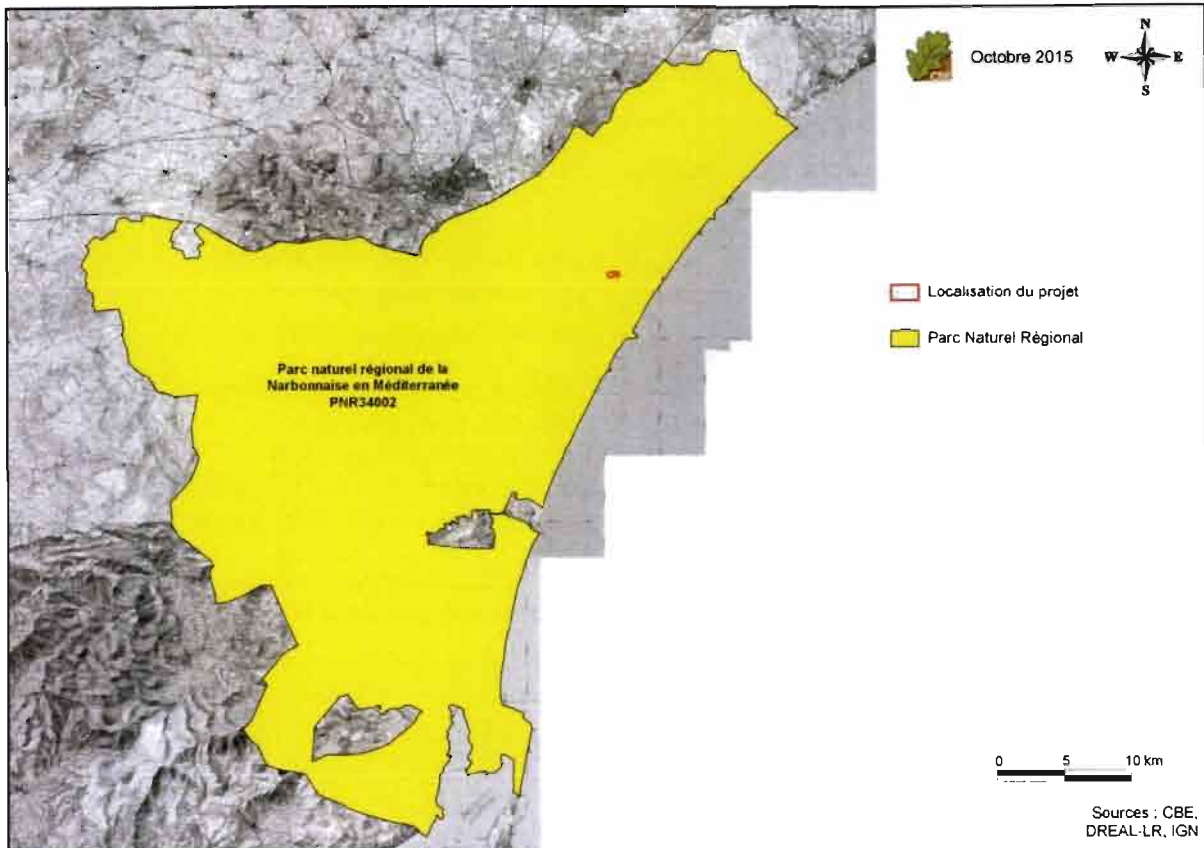 Octobre 2015
N
W E
S
Localisation du projet
Parc Naturel Régional
Parc naturel régional de la
Narbonnaise en Méditerranée
PNR34002
0 5 10 km
Sources : CBE,
DREAL-LR, IGN